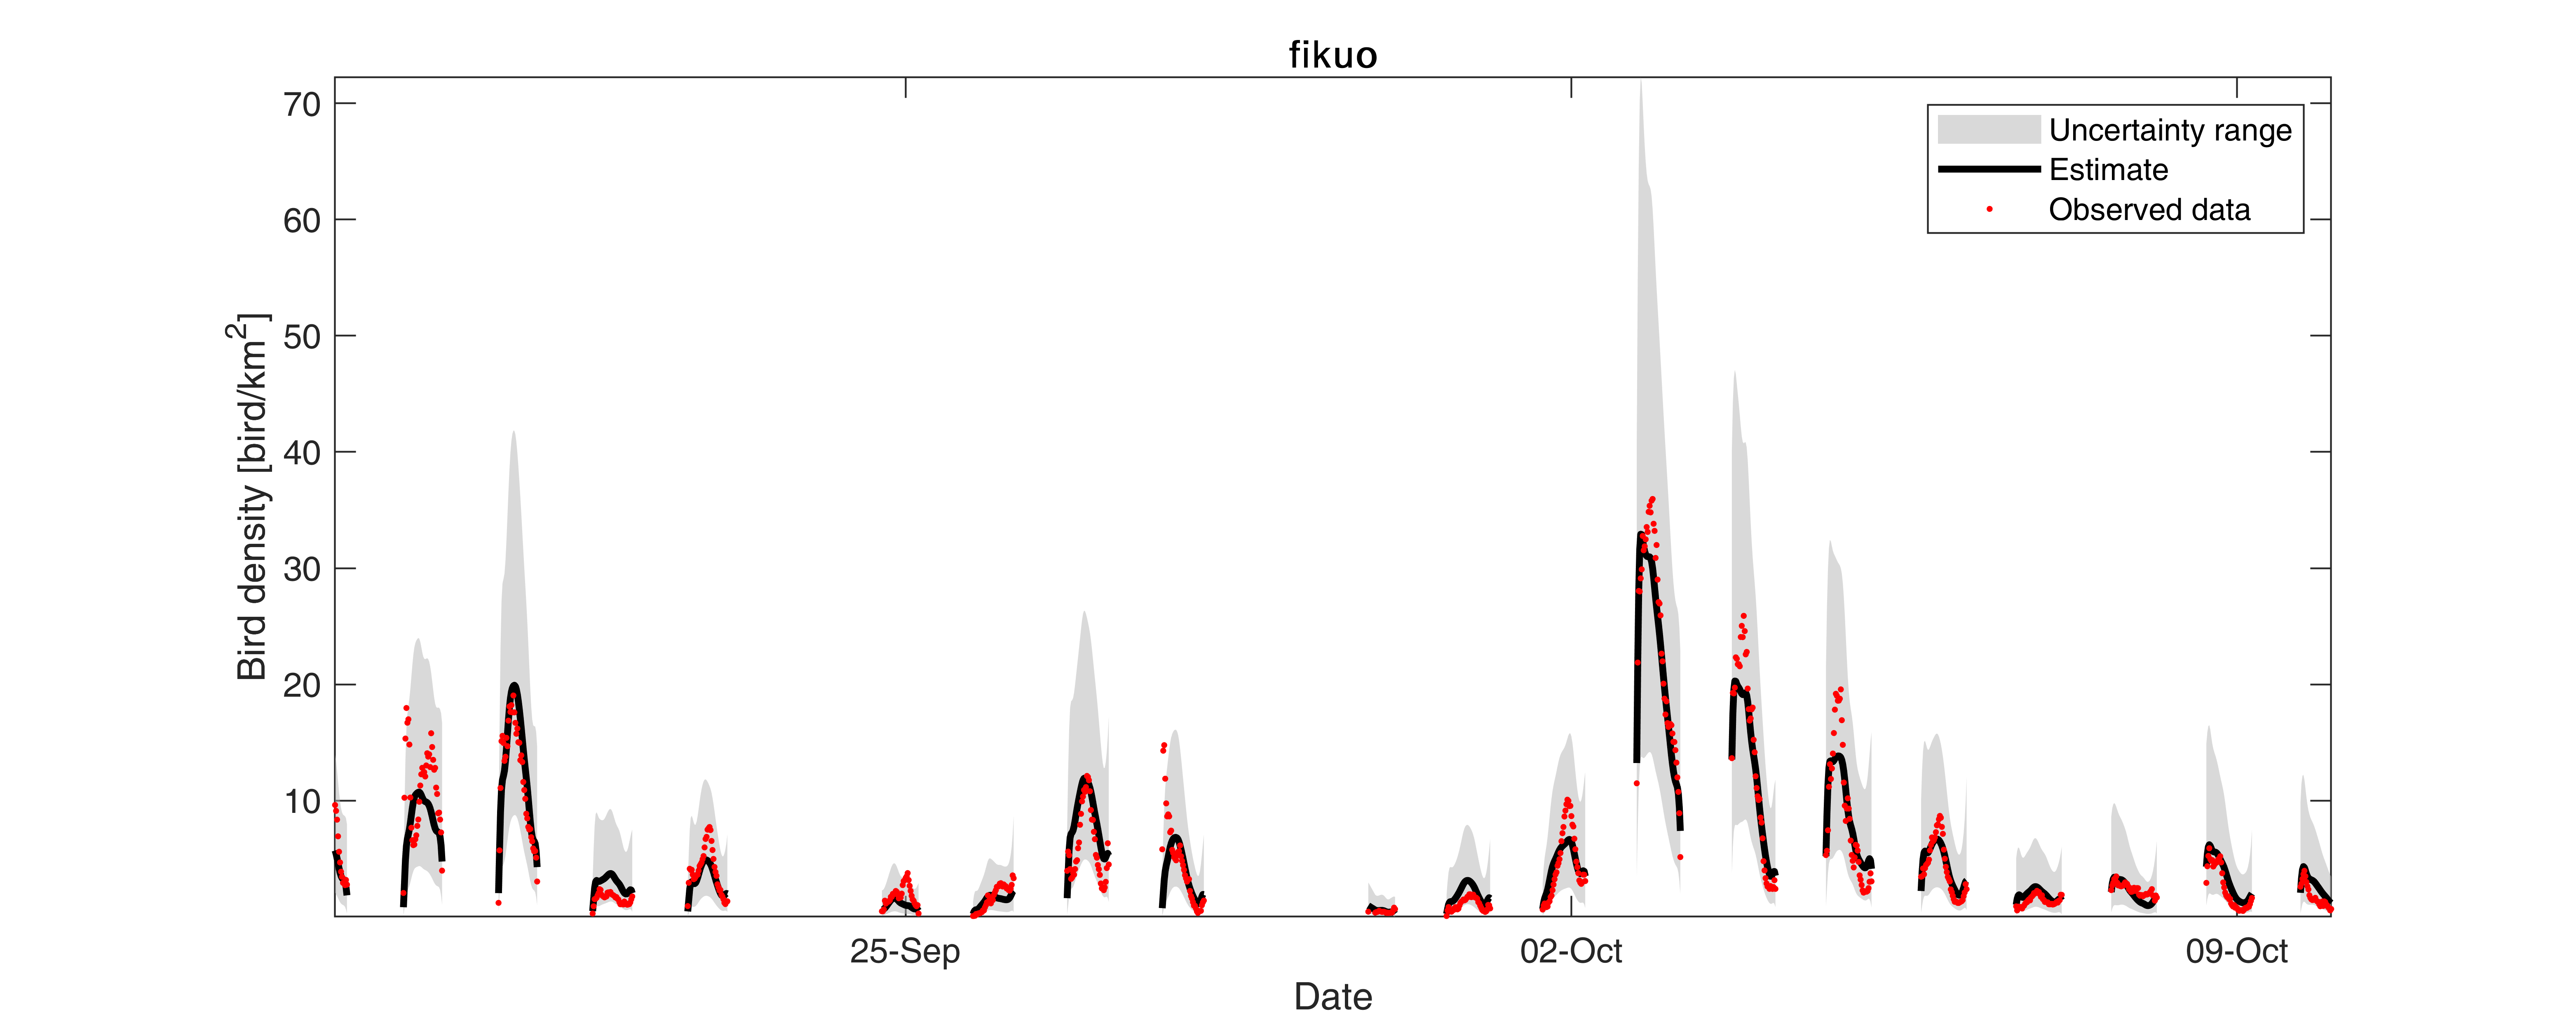 fikuo
70
60
50
40
30
20
10
Bird density [bird/km²]
Uncertainty range
Estimate
Observed data
25-Sep
02-Oct
09-Oct
Date